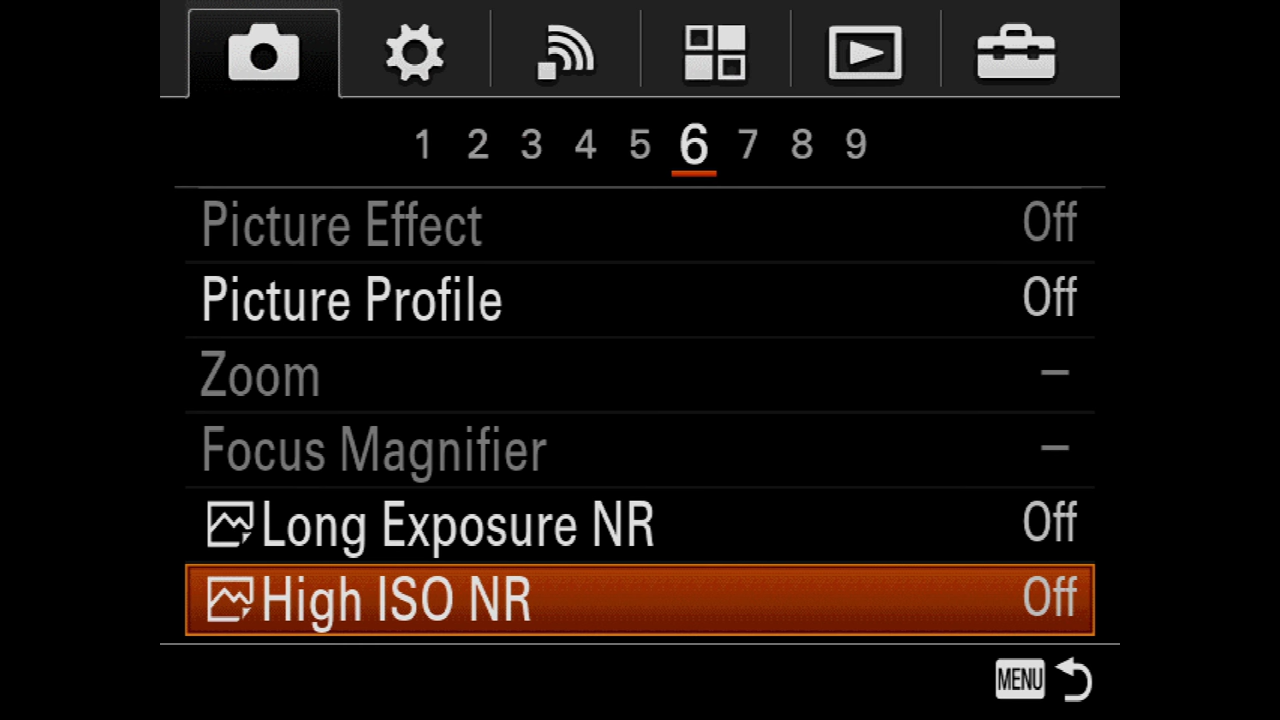 1 2 3 4 5 6 7 8 9
Picture Effect Off
Picture Profile Off
Zoom –
Focus Magnifier –
Long Exposure NR Off
High ISO NR Off
MENU